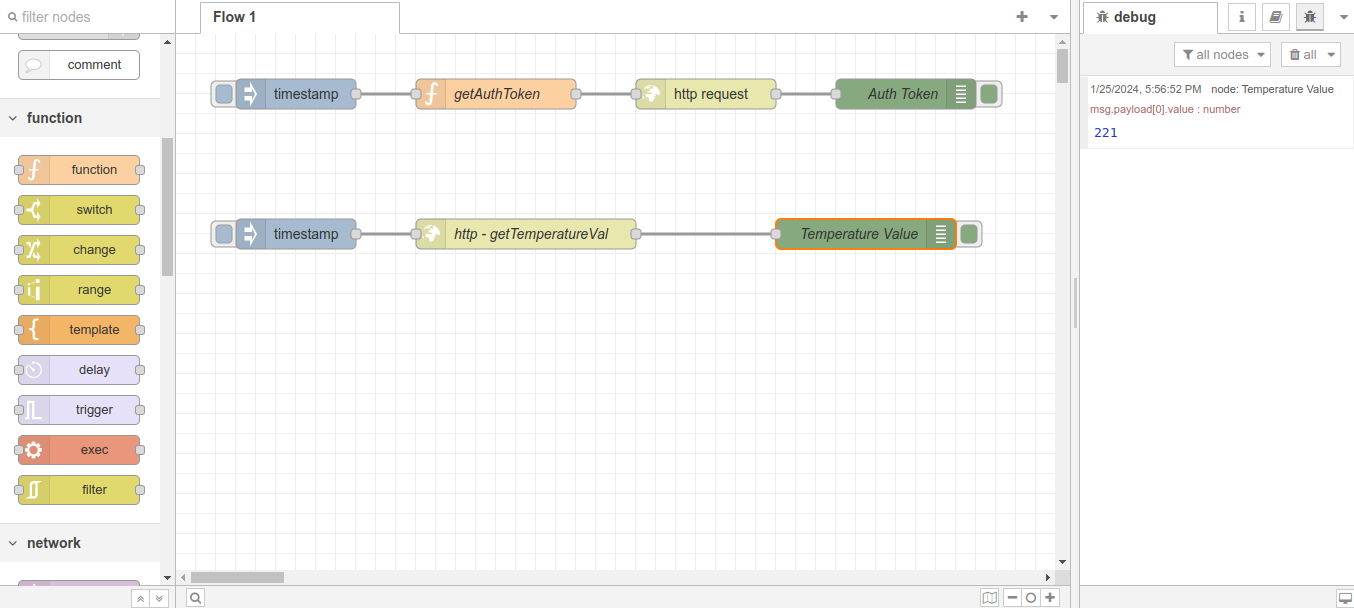 filter nodes
comment
function
function
switch
change
range
template
delay
trigger
exec
filter
network
Flow 1
timestamp
getAuthToken
http request
Auth Token
timestamp
http - getTemperatureVal
Temperature Value
debug
all nodes
all
1/25/2024, 5:56:52 PM node: Temperature Value
msg.payload[0].value : number
221